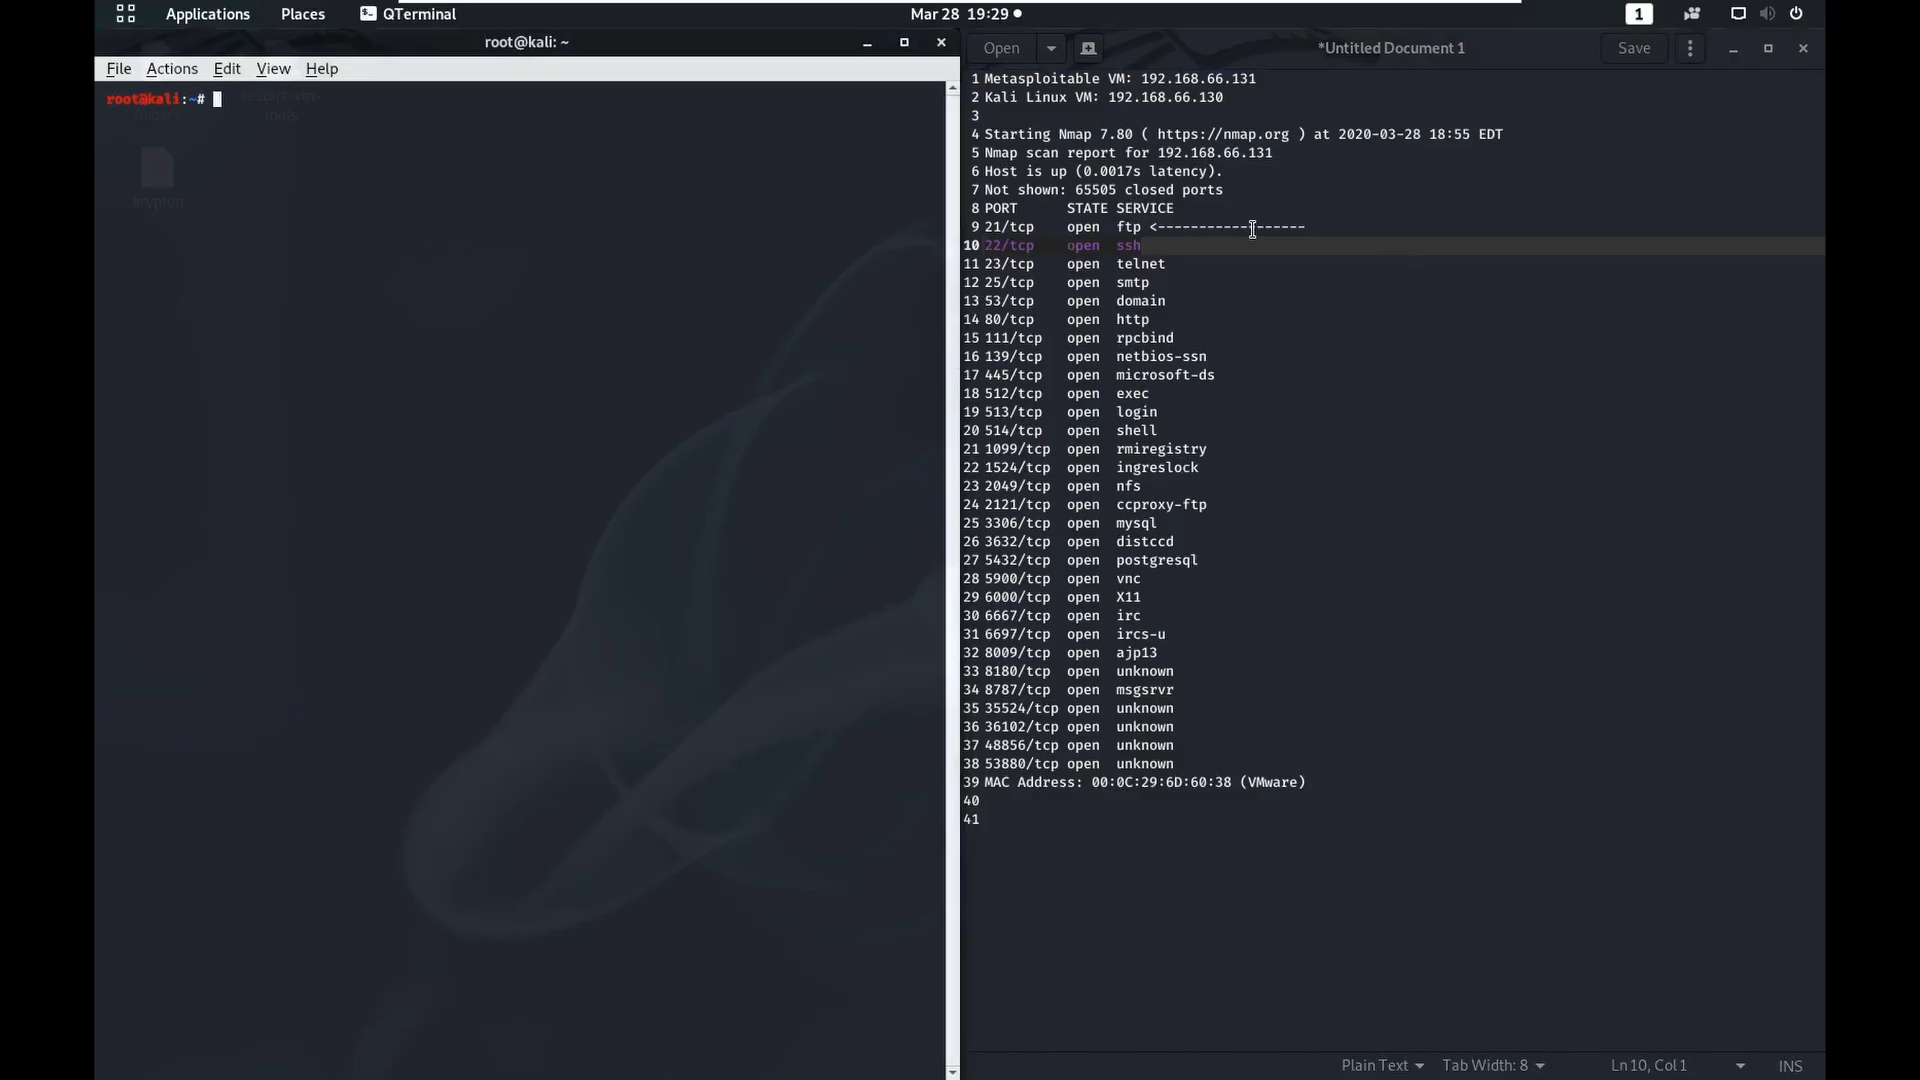 Applications Places QTerminal Mar 28 19:29 1
root@kali: ~
File Actions Edit View Help
root@kali:~#
restart-vm-
tools
folders
krypton
Open *Untitled Document 1 Save
1 Metasploitable VM: 192.168.66.131
2 Kali Linux VM: 192.168.66.130
3
4 Starting Nmap 7.80 ( https://nmap.org ) at 2020-03-28 18:55 EDT
5 Nmap scan report for 192.168.66.131
6 Host is up (0.0017s latency).
7 Not shown: 65505 closed ports
8 PORT STATE SERVICE
9 21/tcp open ftp <------------------
10 22/tcp open ssh
11 23/tcp open telnet
12 25/tcp open smtp
13 53/tcp open domain
14 80/tcp open http
15 111/tcp open rpcbind
16 139/tcp open netbios-ssn
17 445/tcp open microsoft-ds
18 512/tcp open exec
19 513/tcp open login
20 514/tcp open shell
21 1099/tcp open rmiregistry
22 1524/tcp open ingreslock
23 2049/tcp open nfs
24 2121/tcp open ccproxy-ftp
25 3306/tcp open mysql
26 3632/tcp open distccd
27 5432/tcp open postgresql
28 5900/tcp open vnc
29 6000/tcp open X11
30 6667/tcp open irc
31 6697/tcp open ircs-u
32 8009/tcp open ajp13
33 8180/tcp open unknown
34 8787/tcp open msgsrvr
35 35524/tcp open unknown
36 36102/tcp open unknown
37 48856/tcp open unknown
38 53880/tcp open unknown
39 MAC Address: 00:0C:29:6D:60:38 (VMware)
40
41
Plain Text Tab Width: 8 Ln 10, Col 1 INS